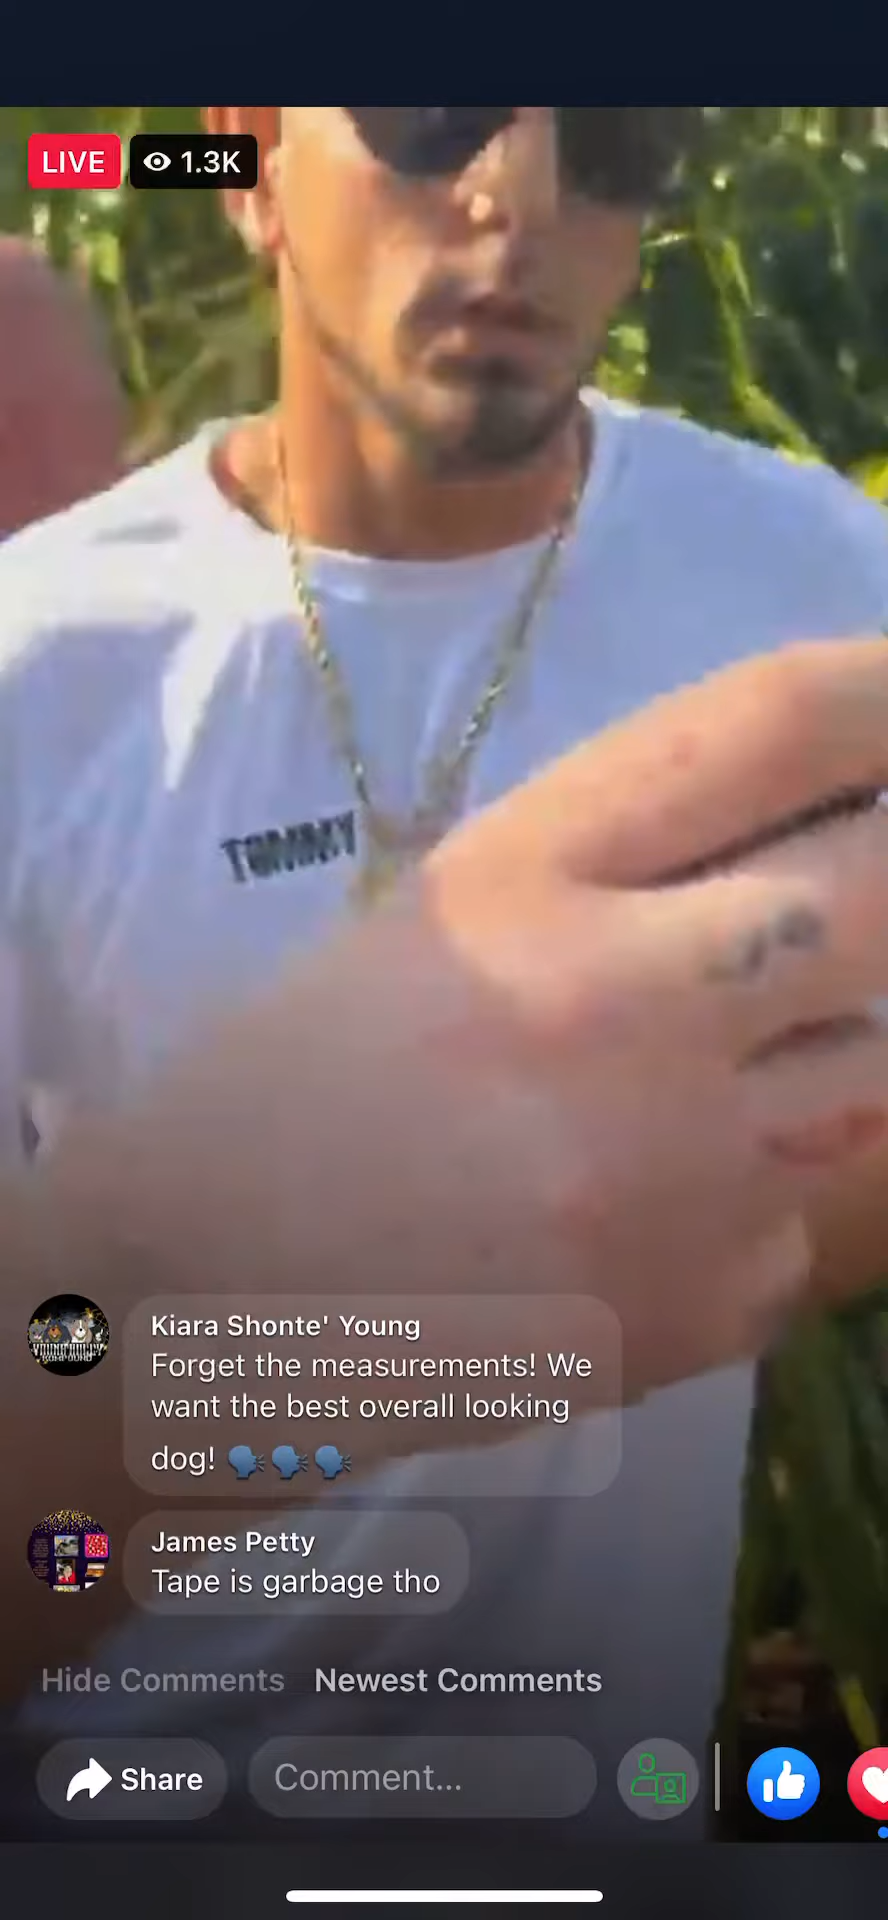 LIVE
1.3K
TOMMY
Kiara Shonte' Young
Forget the measurements! We
want the best overall looking
dog! 🗣🗣🗣
James Petty
Tape is garbage tho
Hide Comments
Newest Comments
Share
Comment...